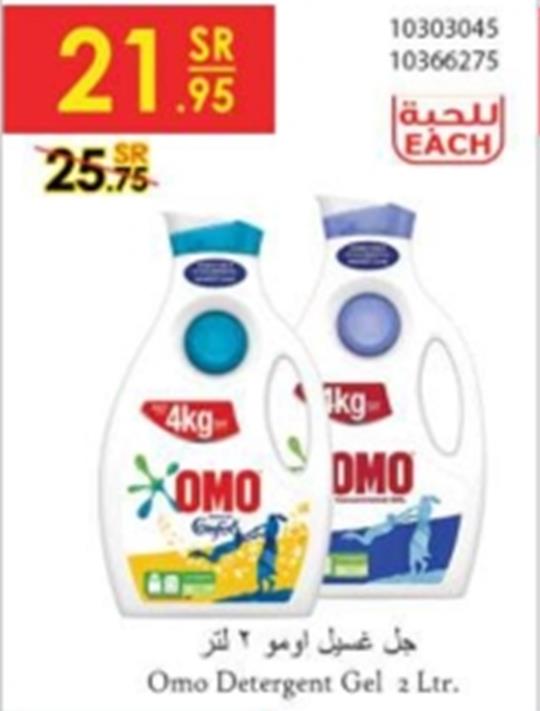 21.95 SR
25.75 SR
10303045
10366275
للحبة
EACH
4kg
OMO
Comfort
4kg
OMO
جل غسيل اومو ٢ لتر
Omo Detergent Gel 2 Ltr.